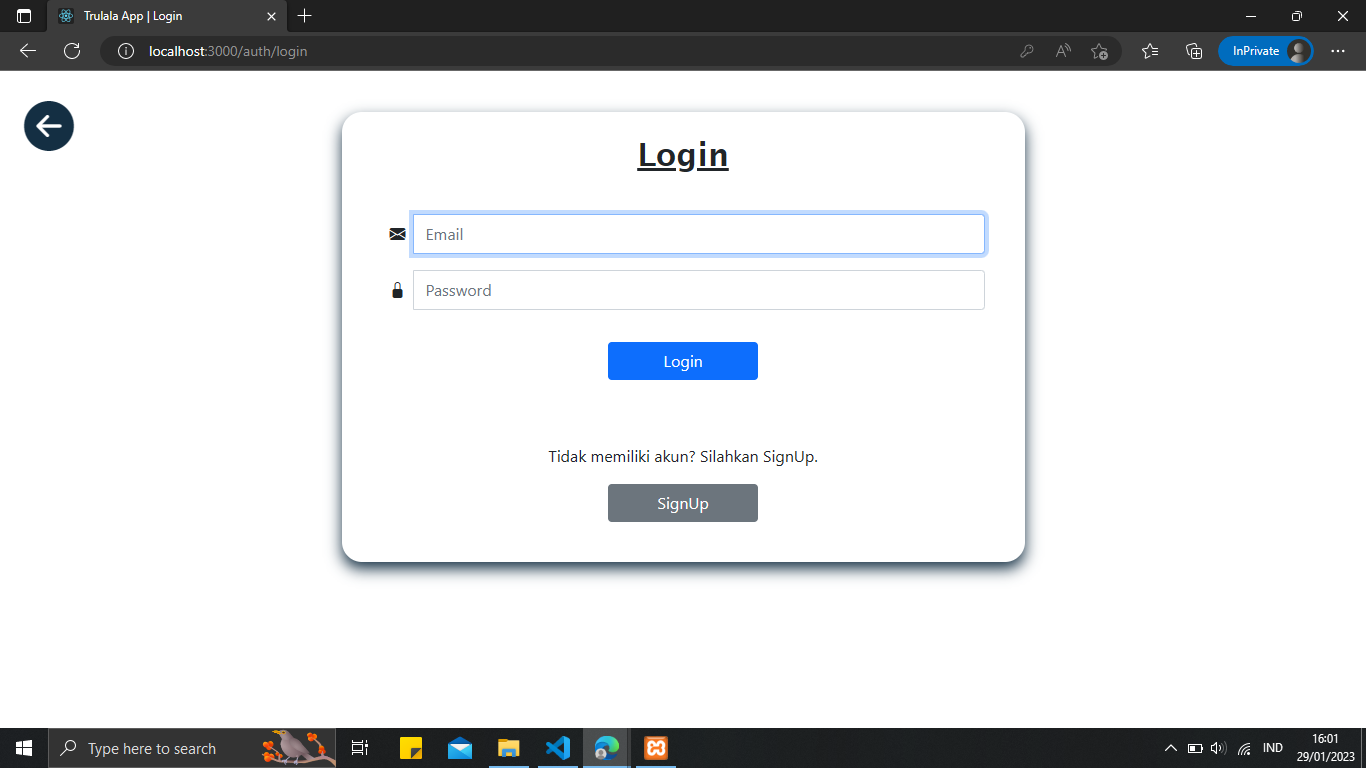 Trulala App | Login
localhost:3000/auth/login
InPrivate
Login
Email
Password
Login
Tidak memiliki akun? Silahkan SignUp.
SignUp
Type here to search
IND
16:01
29/01/2023